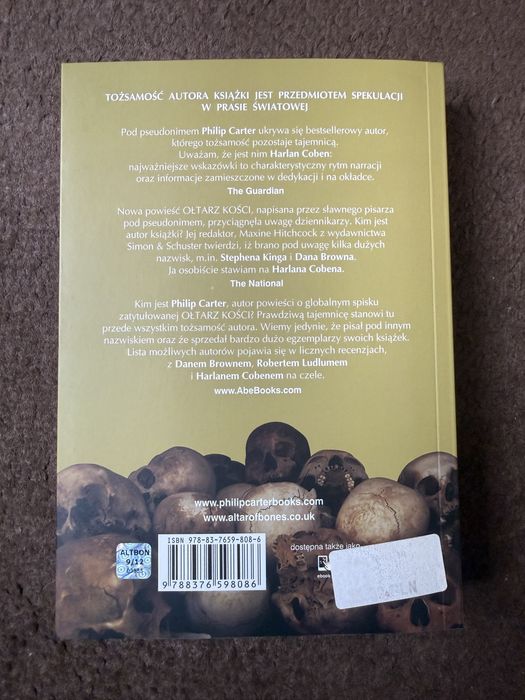 TOŻSAMOŚĆ AUTORA KSIĄŻKI JEST PRZEDMIOTEM SPEKULACJI
W PRASIE ŚWIATOWEJ
Pod pseudonimem Philip Carter ukrywa się bestsellerowy autor,
którego tożsamość pozostaje tajemnicą.
Uważam, że jest nim Harlan Coben:
najważniejsze wskazówki to charakterystyczny rytm narracji
oraz informacje zamieszczone w dedykacji i na okładce.
The Guardian
Nowa powieść OŁTARZ KOŚCI, napisana przez sławnego pisarza
pod pseudonimem, przyciągnęła uwagę dziennikarzy. Kim jest
autor książki? Jej redaktor, Maxine Hitchcock z wydawnictwa
Simon & Schuster twierdzi, iż brano pod uwagę kilka dużych
nazwisk, m.in. Stephena Kinga i Dana Browna.
Ja osobiście stawiam na Harlana Cobena.
The National
Kim jest Philip Carter, autor powieści o globalnym spisku
zatytułowanej OŁTARZ KOŚCI? Prawdziwą tajemnicę stanowi tu
przede wszystkim tożsamość autora. Wiemy jedynie, że pisał pod innym
nazwiskiem oraz że sprzedał bardzo dużo egzemplarzy swoich książek.
Lista możliwych autorów pojawia się w licznych recenzjach,
z Danem Brownem, Robertem Ludlumem
i Harlanem Cobenem na czele.
www.AbeBooks.com
www.philipcarterbooks.com
www.altarofbones.co.uk
ISBN 978-83-7659-808-6
dostępna także jako
ALTBON
9/12
ebook
9 788376 598086